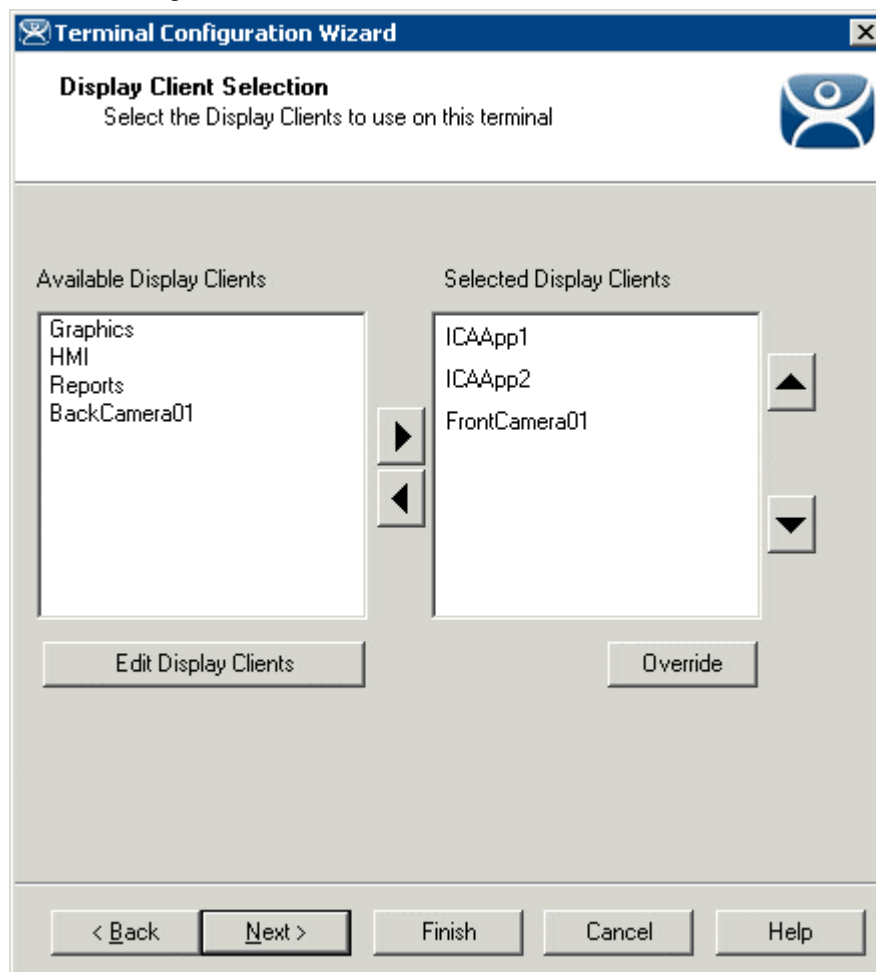 Terminal Configuration Wizard
Display Client Selection
Select the Display Clients to use on this terminal
Available Display Clients
Selected Display Clients
Graphics
HMI
Reports
BackCamera01
ICAApp1
ICAApp2
FrontCamera01
Edit Display Clients
Override
< Back
Next >
Finish
Cancel
Help